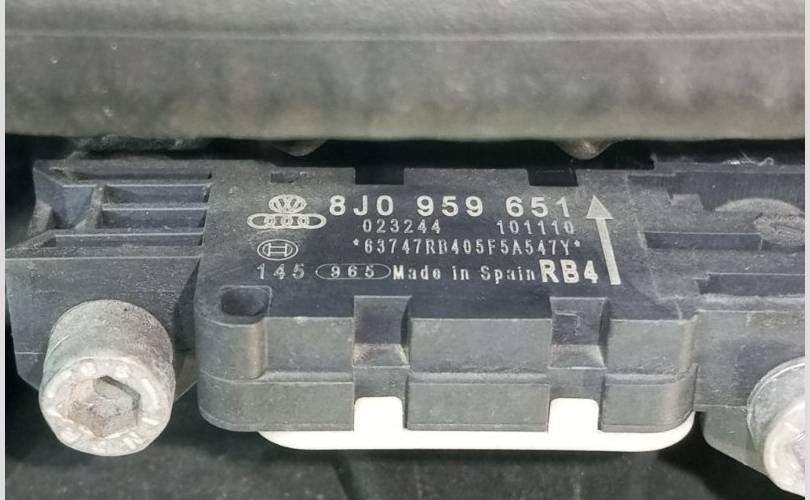 8J0 959 651
023244 101110
*63747RB405F5A547Y*
145 965 Made in Spain RB4